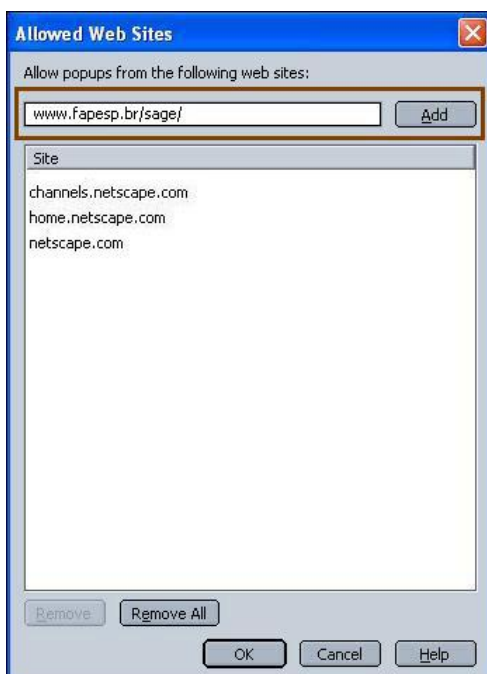 Allowed Web Sites
Allow popups from the following web sites:
www.fapesp.br/sage/ Add
Site
channels.netscape.com
home.netscape.com
netscape.com
Remove Remove All
OK Cancel Help